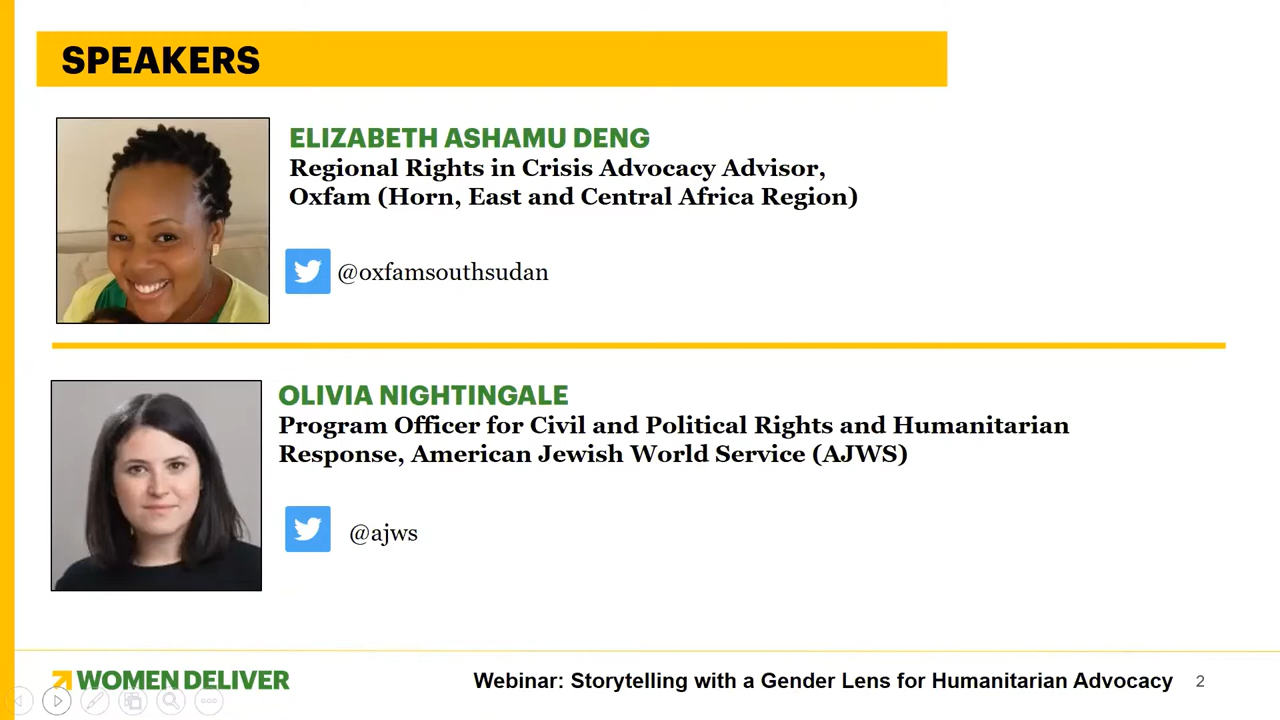 SPEAKERS
ELIZABETH ASHAMU DENG
Regional Rights in Crisis Advocacy Advisor,
Oxfam (Horn, East and Central Africa Region)
@oxfamsouthsudan
OLIVIA NIGHTINGALE
Program Officer for Civil and Political Rights and Humanitarian
Response, American Jewish World Service (AJWS)
@ajws
WOMEN DELIVER
Webinar: Storytelling with a Gender Lens for Humanitarian Advocacy 2